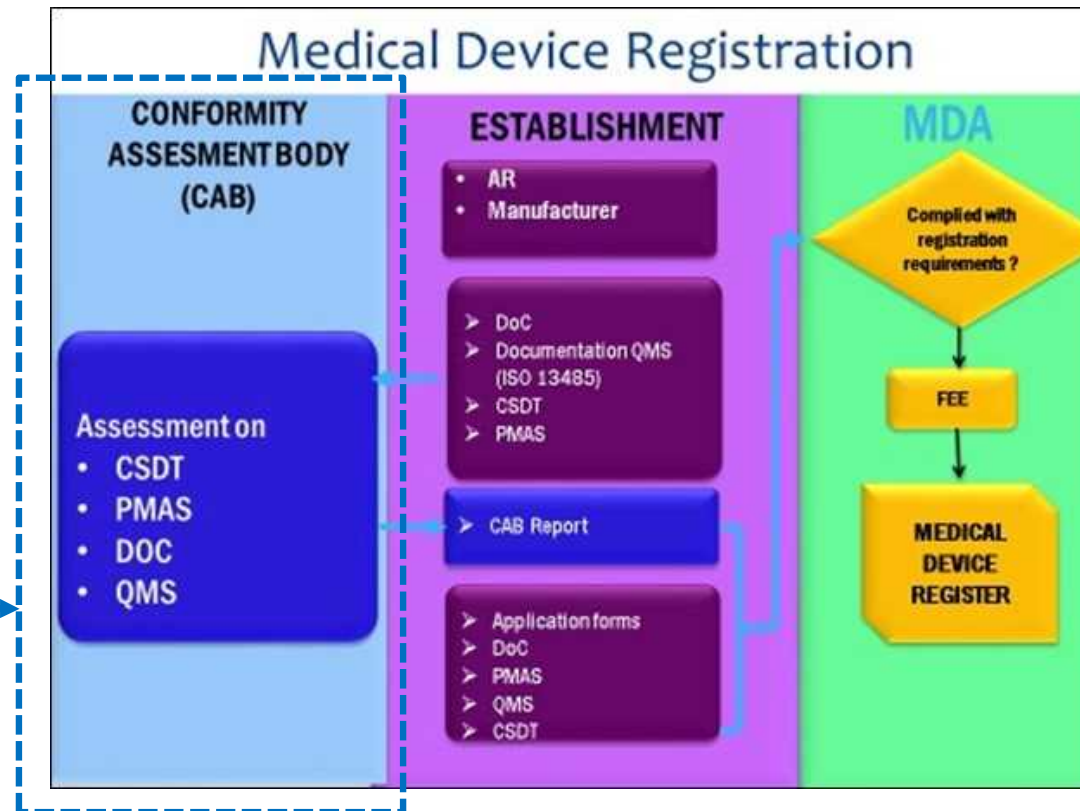 Medical Device Registration
CONFORMITY
ASSESMENT BODY
(CAB)
Assessment on
• CSDT
• PMAS
• DOC
• QMS
ESTABLISHMENT
• AR
• Manufacturer
➤ DoC
➤ Documentation QMS
(ISO 13485)
➤ CSDT
➤ PMAS
➤ CAB Report
➤ Application forms
➤ DoC
➤ PMAS
➤ QMS
➤ CSDT
MDA
Complied with
registration
requirements ?
FEE
MEDICAL
DEVICE
REGISTER